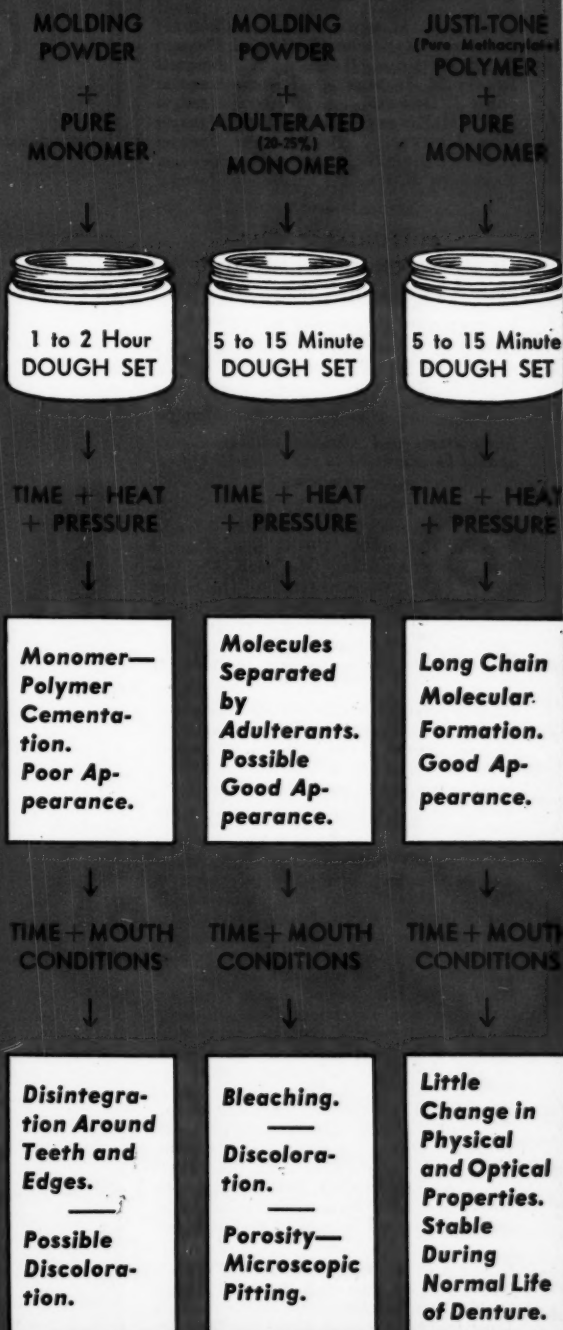 MOLDING
POWDER
+
PURE
MONOMER
1 to 2 Hour
DOUGH SET
TIME + HEAT
+ PRESSURE
Monomer—
Polymer
Cementa-
tion.
Poor Ap-
pearance.
TIME + MOUTH
CONDITIONS
Disintegra-
tion Around
Teeth and
Edges.
Possible
Discolora-
tion.
MOLDING
POWDER
+
ADULTERATED
(20-25%)
MONOMER
5 to 15 Minute
DOUGH SET
TIME + HEAT
+ PRESSURE
Molecules
Separated
by
Adulterants.
Possible
Good Ap-
pearance.
TIME + MOUTH
CONDITIONS
Bleaching.
Discolora-
tion.
Porosity—
Microscopic
Pitting.
JUSTI-TONE
(Pure Methacrylate)
POLYMER
+
PURE
MONOMER
5 to 15 Minute
DOUGH SET
TIME + HEAT
+ PRESSURE
Long Chain
Molecular
Formation.
Good Ap-
pearance.
TIME + MOUTH
CONDITIONS
Little
Change in
Physical
and Optical
Properties.
Stable
During
Normal Life
of Denture.